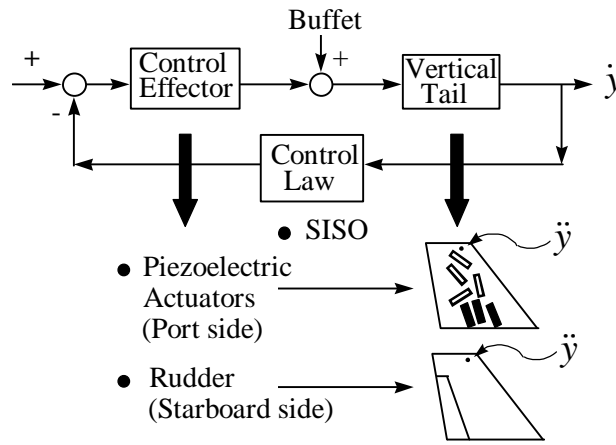 Buffet
+
Control
Effector
+
Vertical
Tail
ẏ
-
Control
Law
● SISO
● Piezoelectric
Actuators
(Port side)
ÿ
● Rudder
(Starboard side)
ÿ